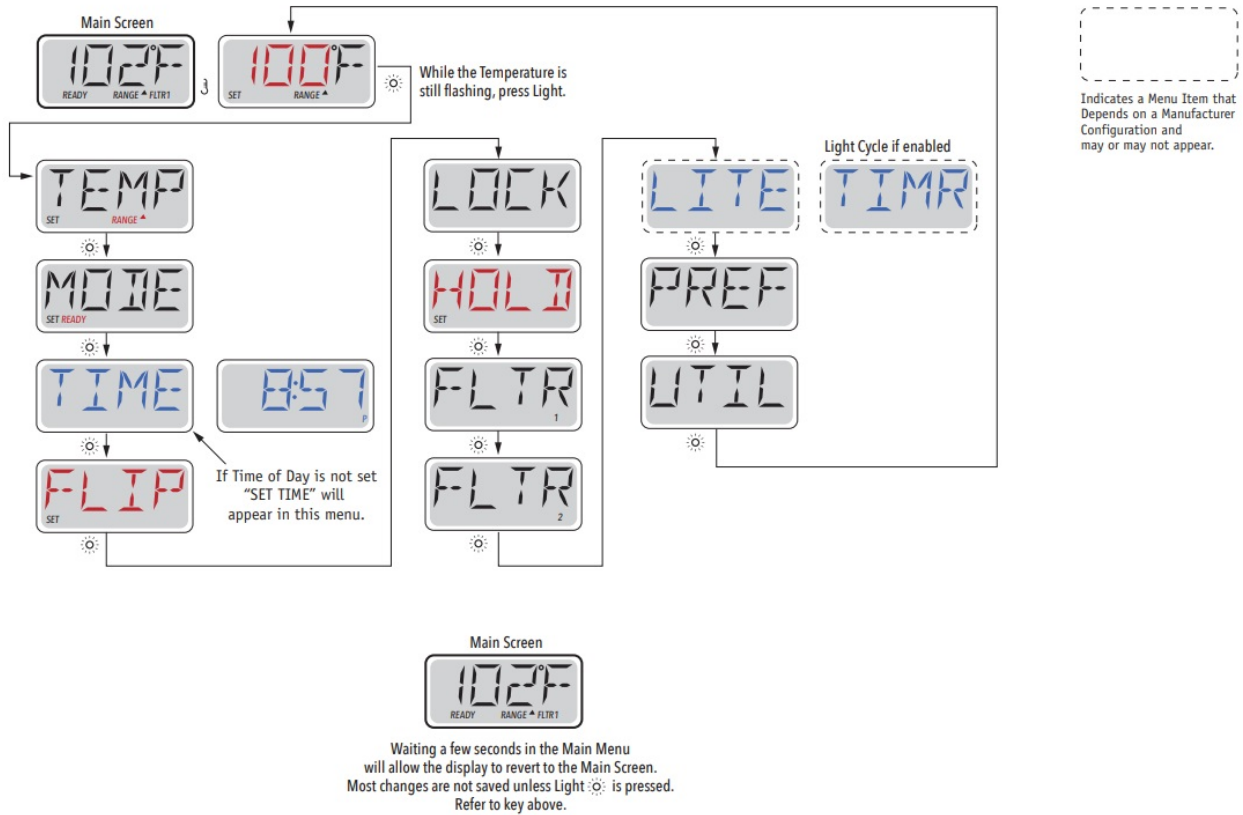 Main Screen
102°F
READY RANGE FLTR1
100°F
SET RANGE
While the Temperature is
still flashing, press Light.
Indicates a Menu Item that
Depends on a Manufacturer
Configuration and
may or may not appear.
TEMP
SET RANGE
MODE
SET READY
TIME
8:57
P
If Time of Day is not set
“SET TIME” will
appear in this menu.
FLIP
SET
LOCK
HOLD
SET
FLTR
1
FLTR
2
Light Cycle if enabled
LITE
TIMR
PREF
UTIL
Main Screen
102°F
READY RANGE FLTR1
Waiting a few seconds in the Main Menu
will allow the display to revert to the Main Screen.
Most changes are not saved unless Light is pressed.
Refer to key above.